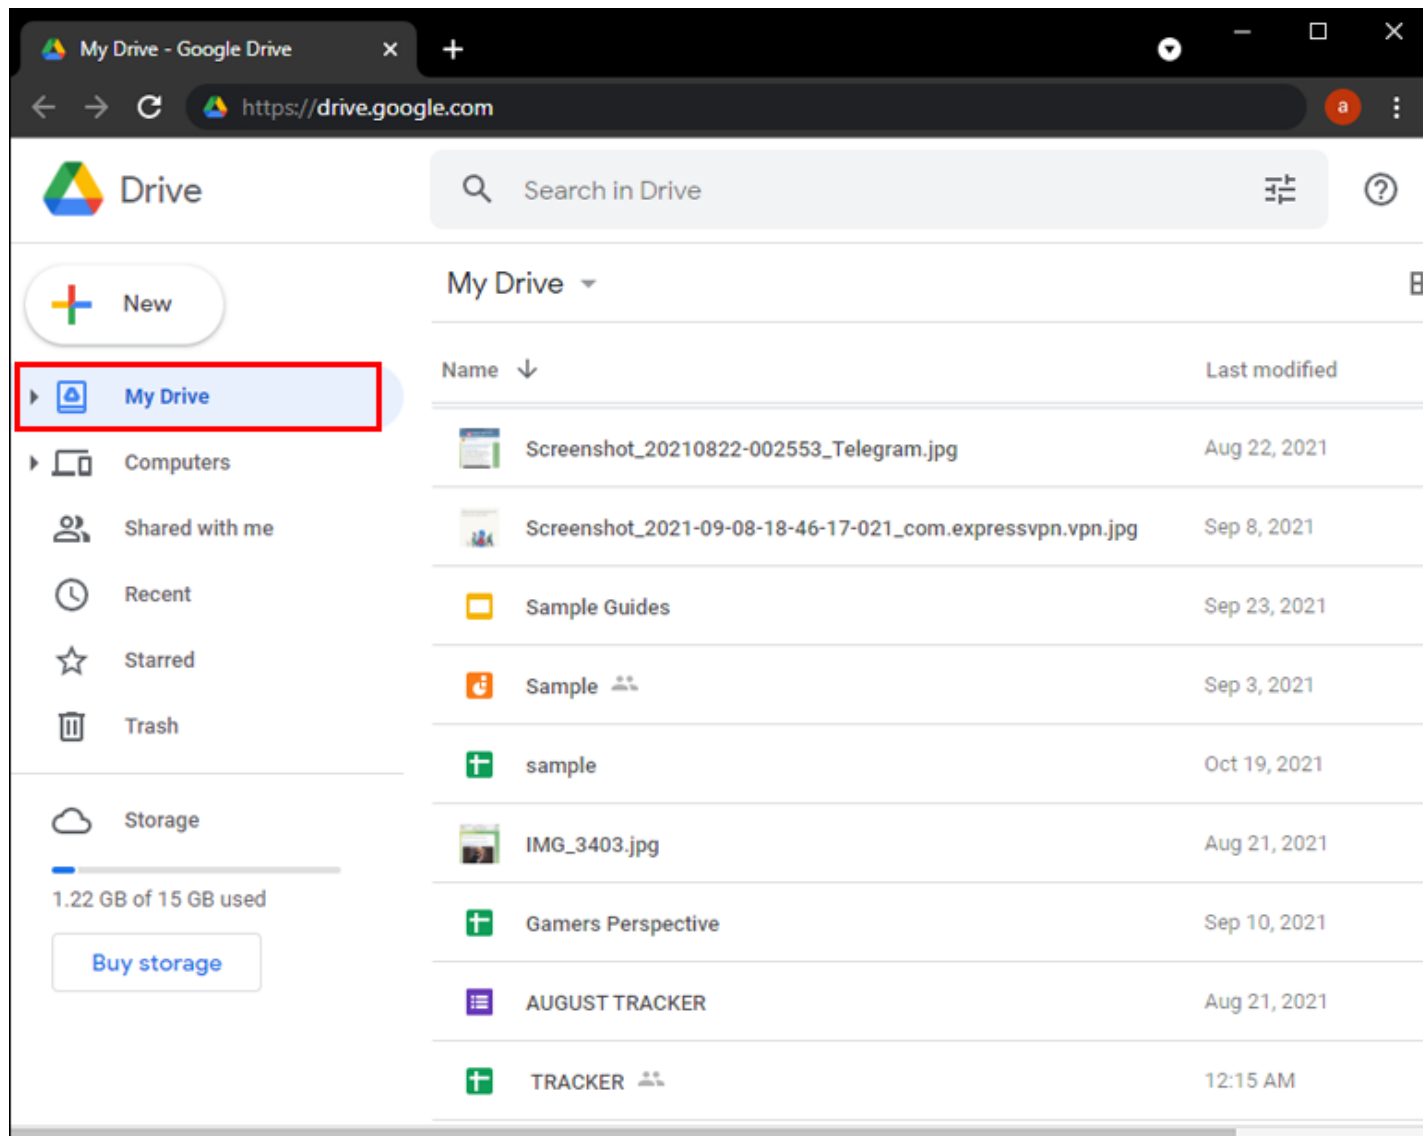 My Drive - Google Drive
https://drive.google.com
a
Drive
Search in Drive
New
My Drive
Computers
Shared with me
Recent
Starred
Trash
Storage
1.22 GB of 15 GB used
Buy storage
My Drive
Name Last modified
Screenshot_20210822-002553_Telegram.jpg Aug 22, 2021
Screenshot_2021-09-08-18-46-17-021_com.expressvpn.vpn.jpg Sep 8, 2021
Sample Guides Sep 23, 2021
Sample Sep 3, 2021
sample Oct 19, 2021
IMG_3403.jpg Aug 21, 2021
Gamers Perspective Sep 10, 2021
AUGUST TRACKER Aug 21, 2021
TRACKER 12:15 AM